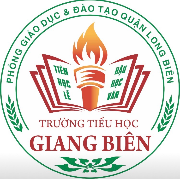 PHÒNG GIÁO DỤC & ĐÀO TẠO QUẬN LONG BIÊN
TIÊN HỌC LỄ
HẬU HỌC VĂN
TRƯỜNG TIỂU HỌC
GIANG BIÊN